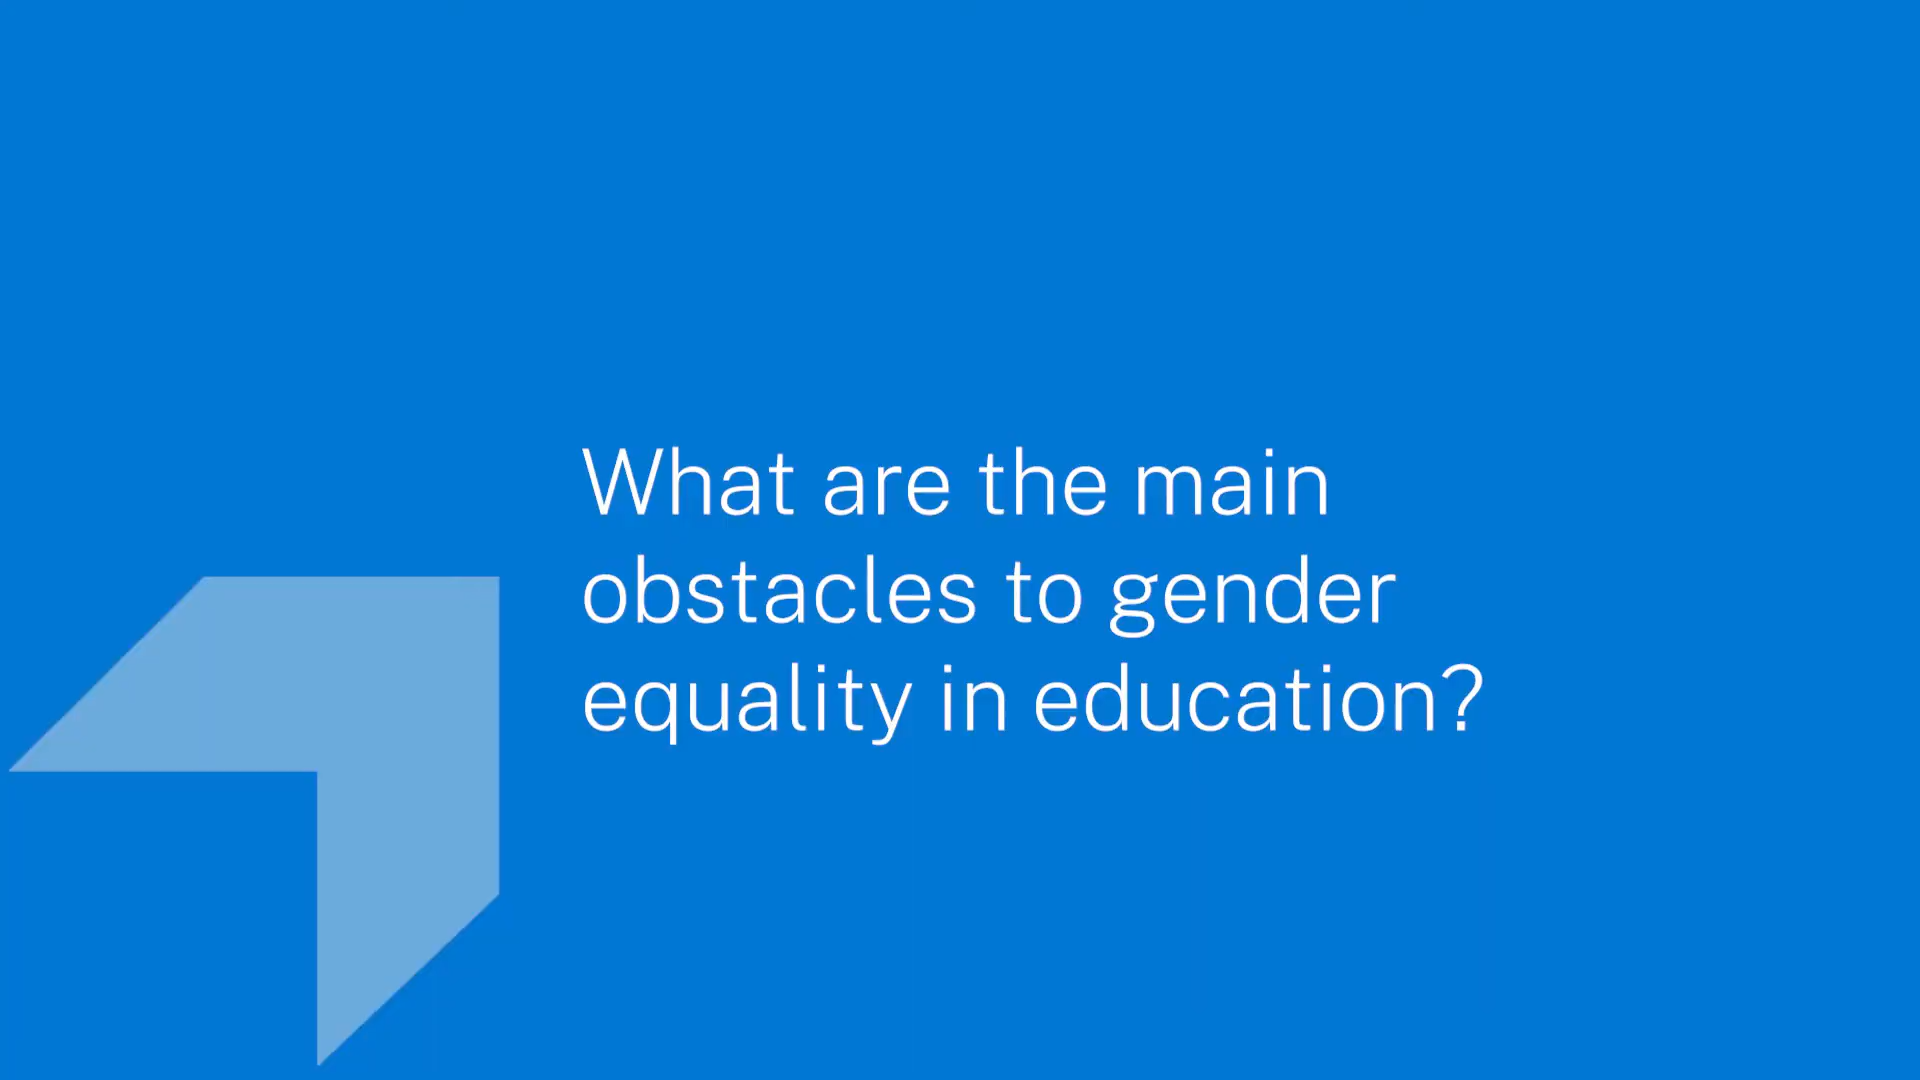 What are the main
obstacles to gender
equality in education?